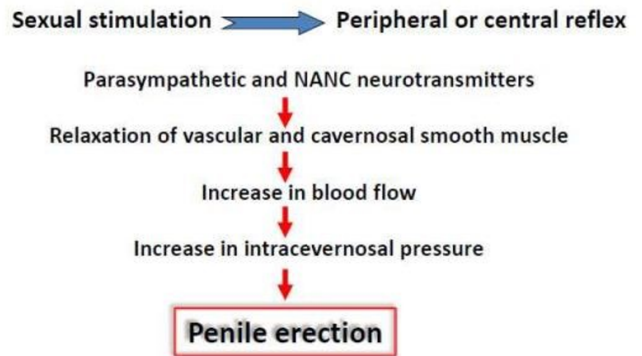 Sexual stimulation Peripheral or central reflex
Parasympathetic and NANC neurotransmitters
Relaxation of vascular and cavernosal smooth muscle
Increase in blood flow
Increase in intracevernosal pressure
Penile erection